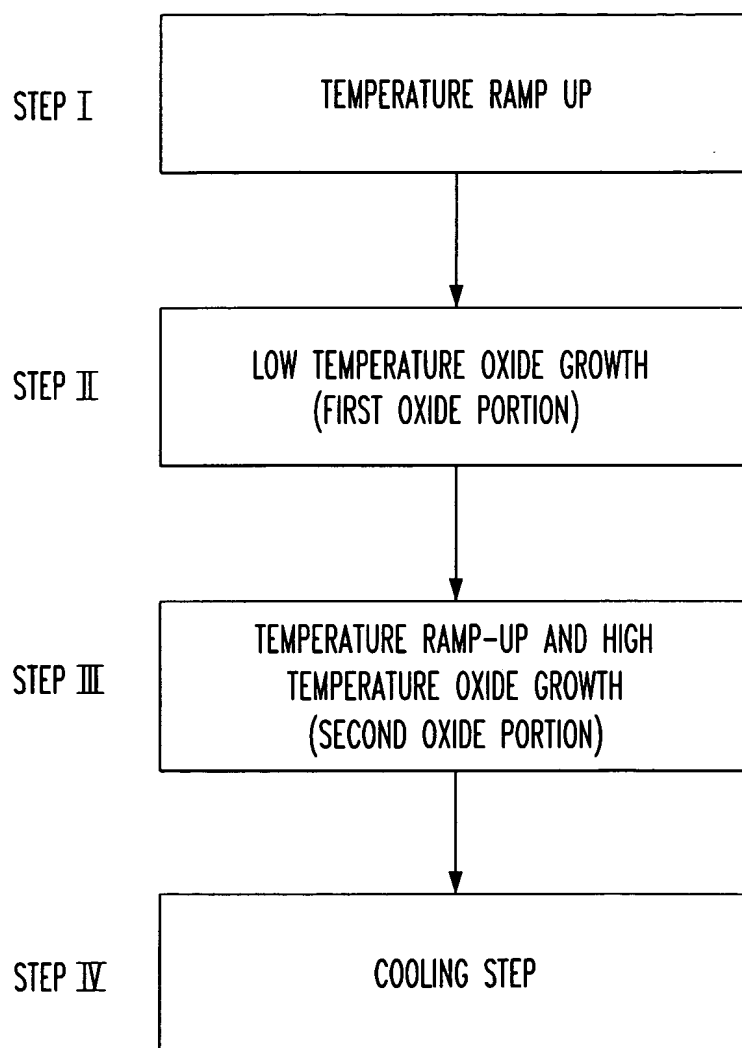 STEP I
TEMPERATURE RAMP UP
STEP II
LOW TEMPERATURE OXIDE GROWTH
(FIRST OXIDE PORTION)
STEP III
TEMPERATURE RAMP-UP AND HIGH
TEMPERATURE OXIDE GROWTH
(SECOND OXIDE PORTION)
STEP IV
COOLING STEP